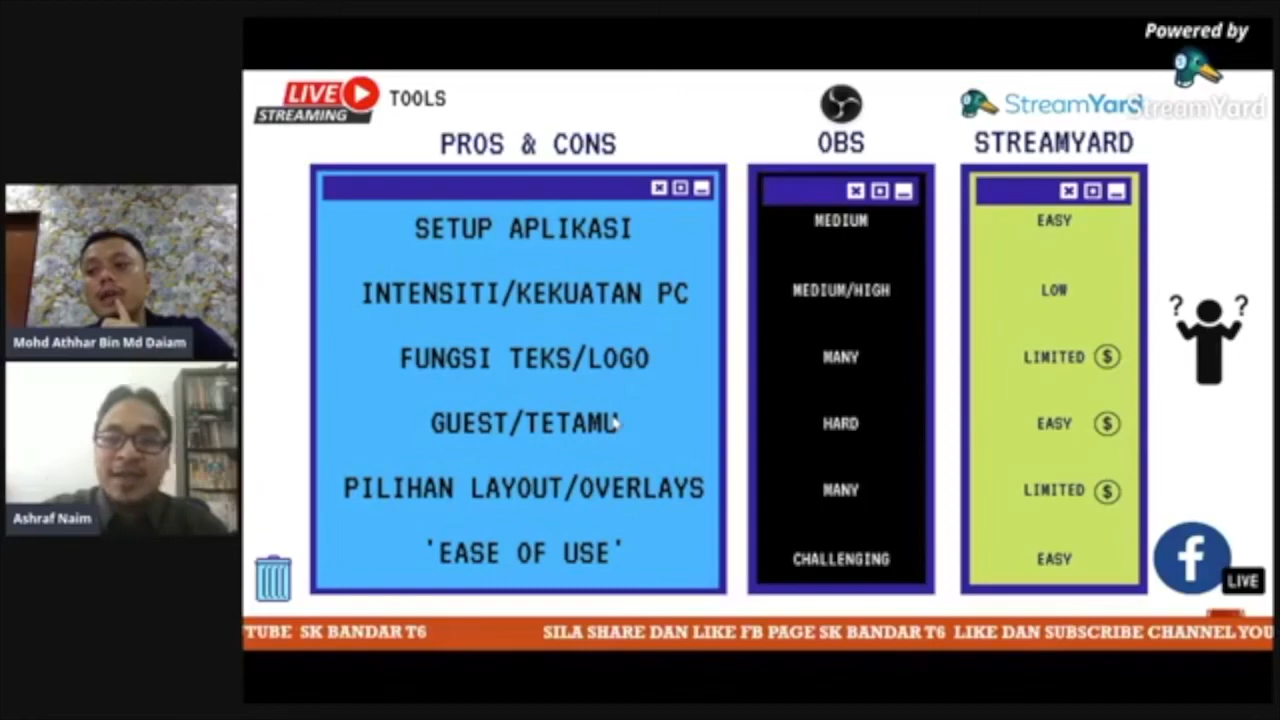 Powered by
StreamYard
LIVE
STREAMING
TOOLS
StreamYard
PROS & CONS
OBS
STREAMYARD
SETUP APLIKASI
MEDIUM
EASY
INTENSITI/KEKUATAN PC
MEDIUM/HIGH
LOW
FUNGSI TEKS/LOGO
MANY
LIMITED $
GUEST/TETAMU
HARD
EASY $
PILIHAN LAYOUT/OVERLAYS
MANY
LIMITED $
'EASE OF USE'
CHALLENGING
EASY
? ?
Mohd Athhar Bin Md Daiam
Ashraf Naim
f
LIVE
TUBE SK BANDAR T6 SILA SHARE DAN LIKE FB PAGE SK BANDAR T6 LIKE DAN SUBSCRIBE CHANNEL YOU